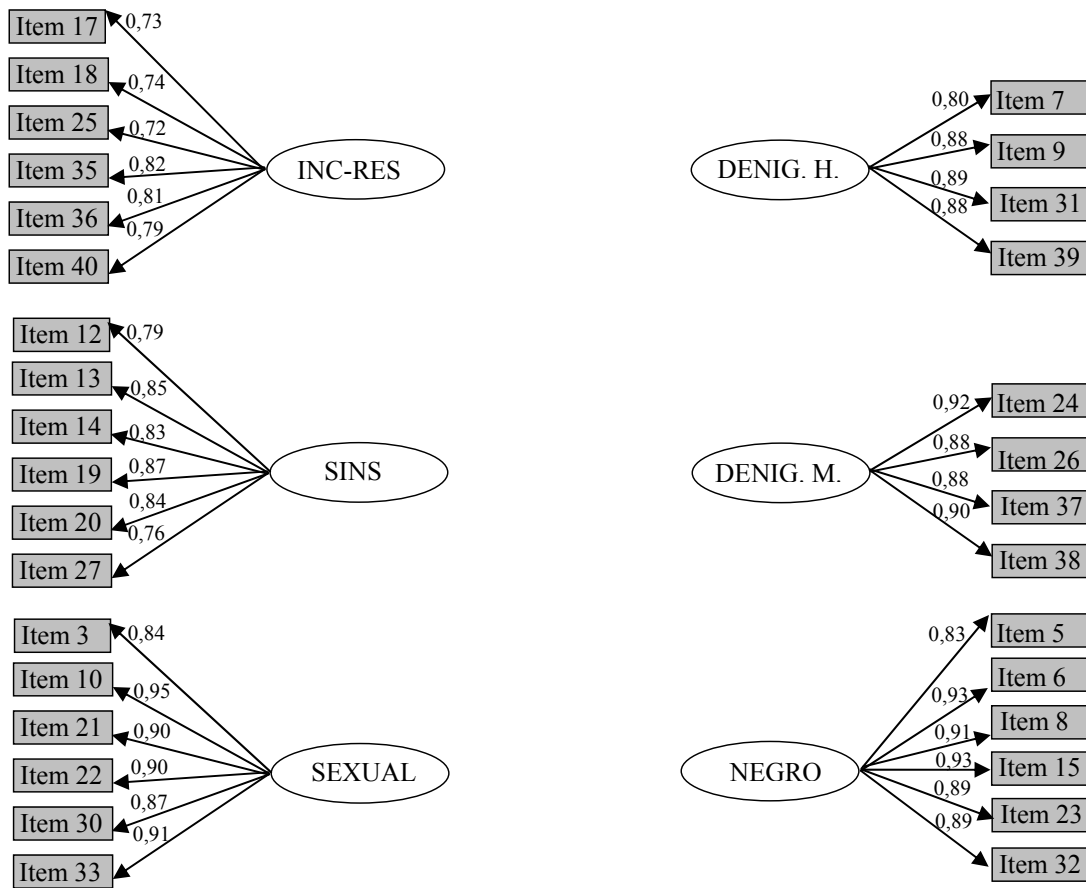 Item 17
0,73
Item 18
0,74
Item 25
0,72
Item 35
0,82
Item 36
0,81
Item 40
0,79
INC-RES
DENIG. H.
0,80
Item 7
0,88
Item 9
0,89
Item 31
0,88
Item 39
Item 12
0,79
Item 13
0,85
Item 14
0,83
Item 19
0,87
Item 20
0,84
Item 27
0,76
SINS
DENIG. M.
0,92
Item 24
0,88
Item 26
0,88
Item 37
0,90
Item 38
Item 3
0,84
Item 10
0,95
Item 21
0,90
Item 22
0,90
Item 30
0,87
Item 33
0,91
SEXUAL
NEGRO
0,83
Item 5
0,93
Item 6
0,91
Item 8
0,93
Item 15
0,89
Item 23
0,89
Item 32